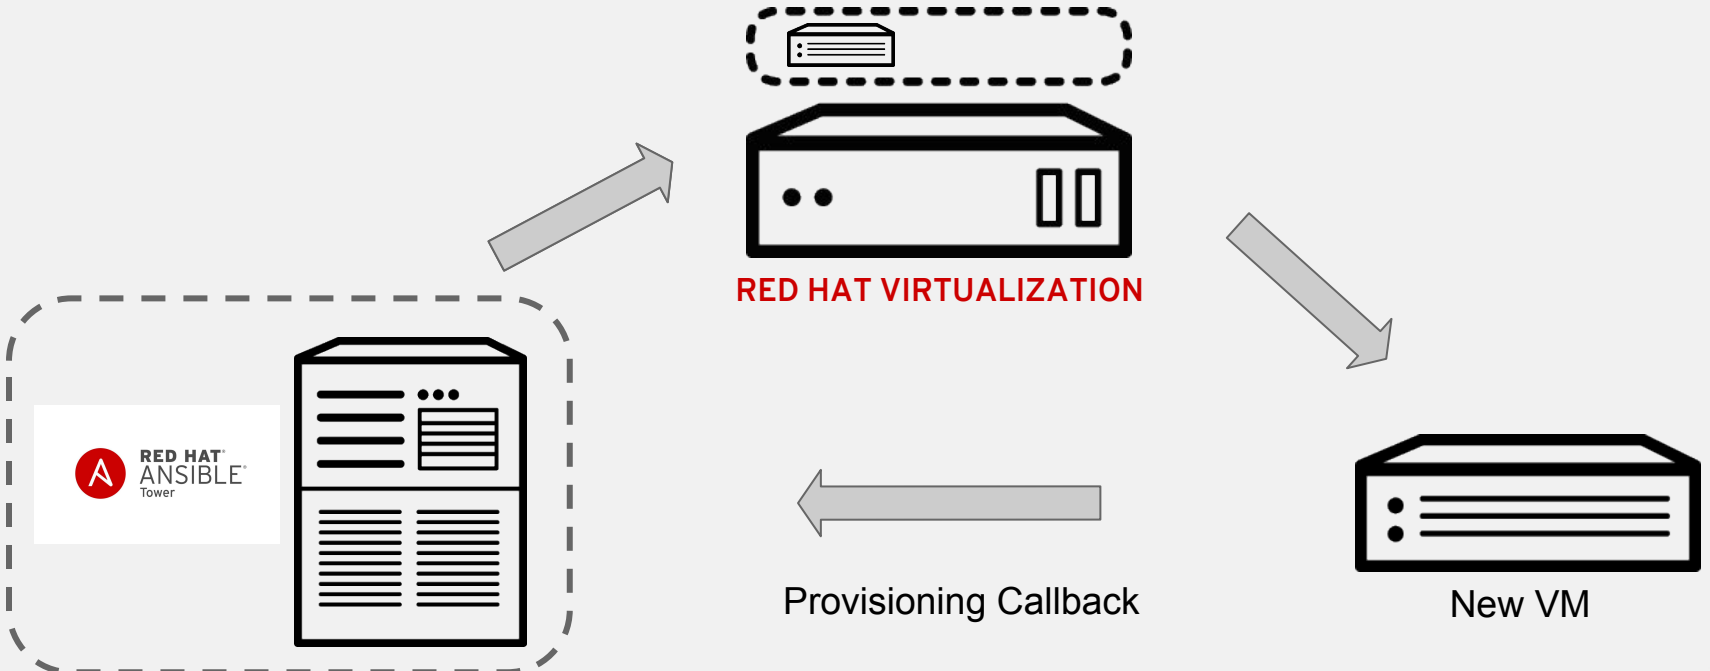 RED HAT VIRTUALIZATION
RED HAT®
ANSIBLE®
Tower
Provisioning Callback
New VM